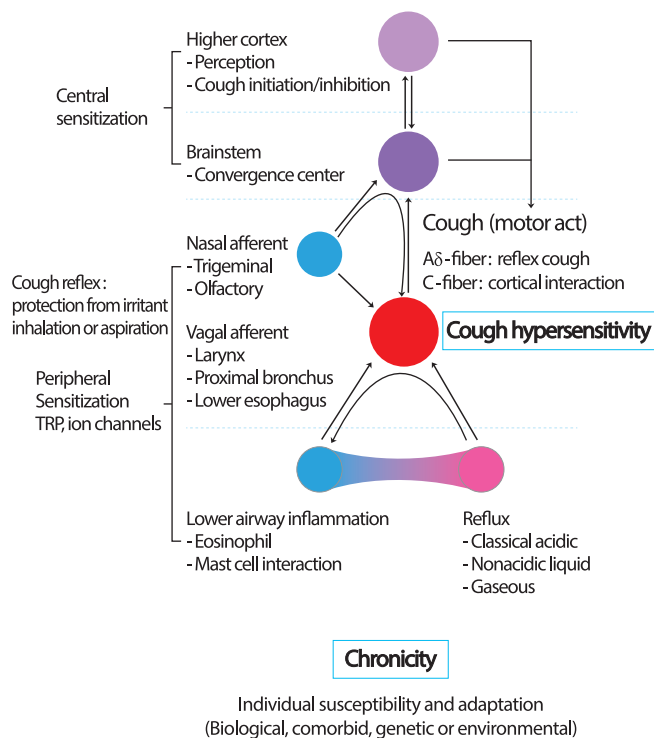 Higher cortex
- Perception
- Cough initiation/inhibition
Central
sensitization
Brainstem
- Convergence center
Cough (motor act)
Aδ-fiber: reflex cough
C-fiber: cortical interaction
Nasal afferent
- Trigeminal
- Olfactory
Cough reflex:
protection from irritant
inhalation or aspiration
Cough hypersensitivity
Vagal afferent
- Larynx
- Proximal bronchus
- Lower esophagus
Peripheral
Sensitization
TRP, ion channels
Lower airway inflammation
- Eosinophil
- Mast cell interaction
Reflux
- Classical acidic
- Nonacidic liquid
- Gaseous
Chronicity
Individual susceptibility and adaptation
(Biological, comorbid, genetic or environmental)